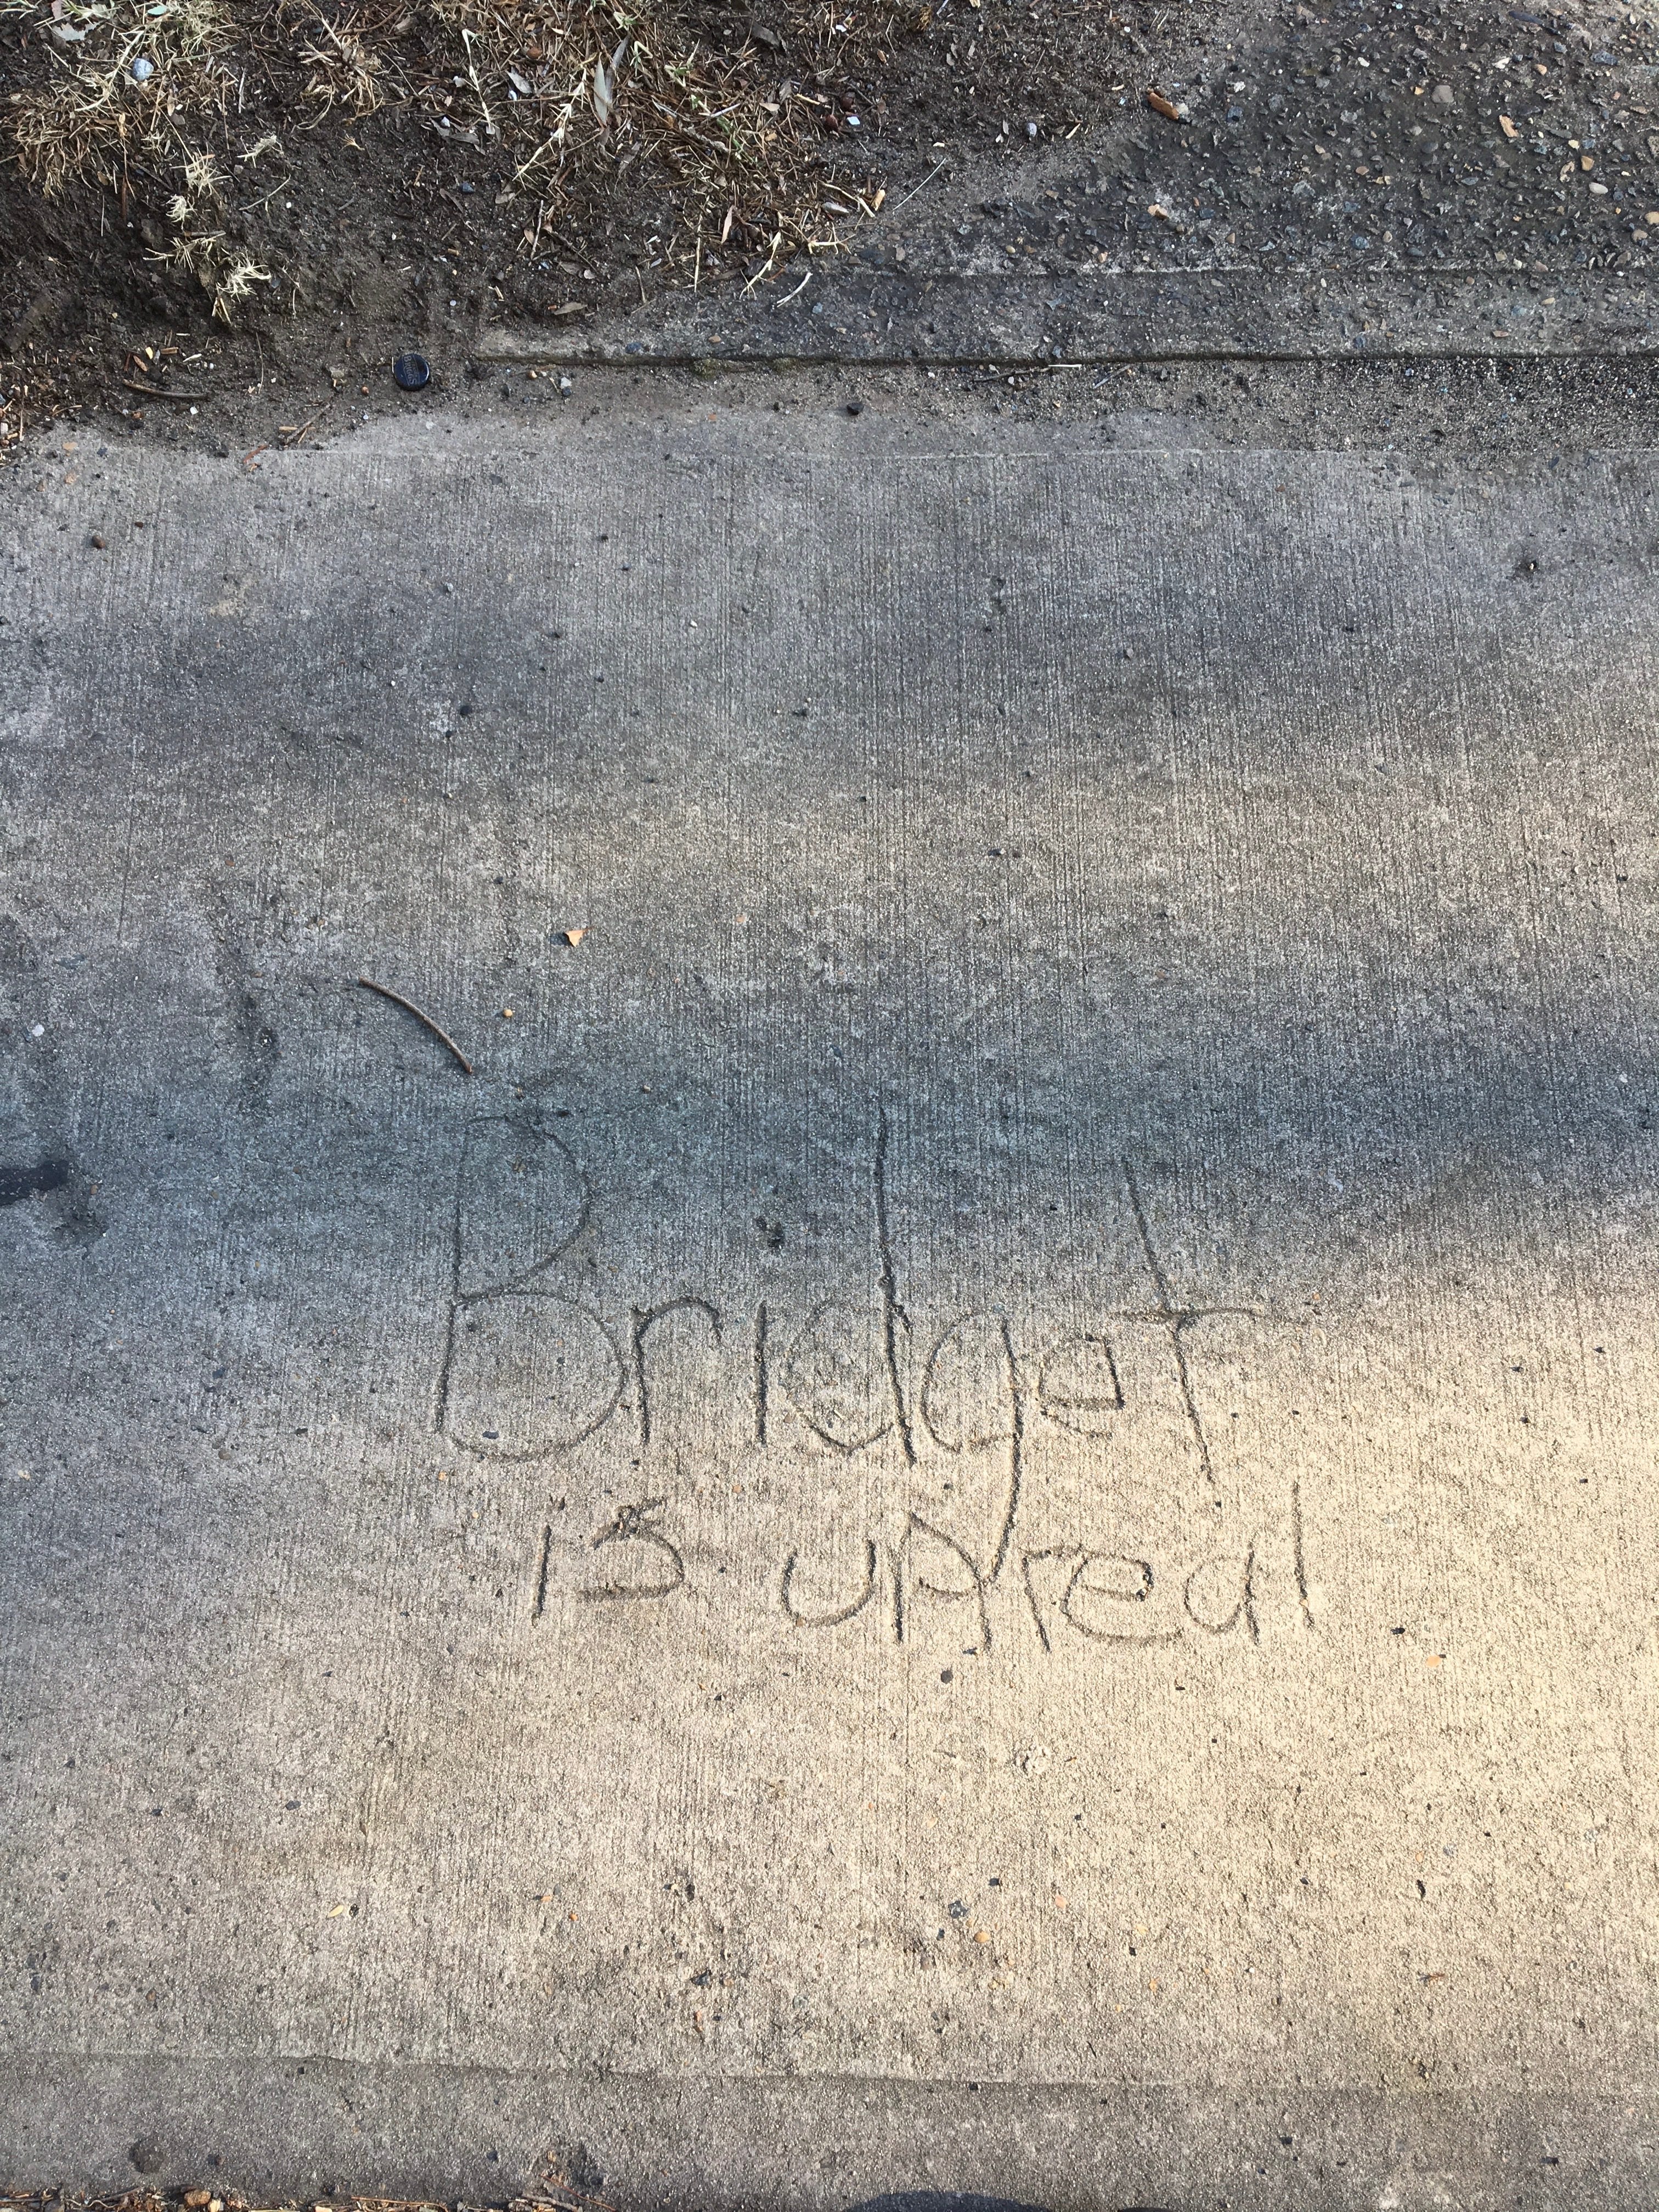 Bridget
is unreal